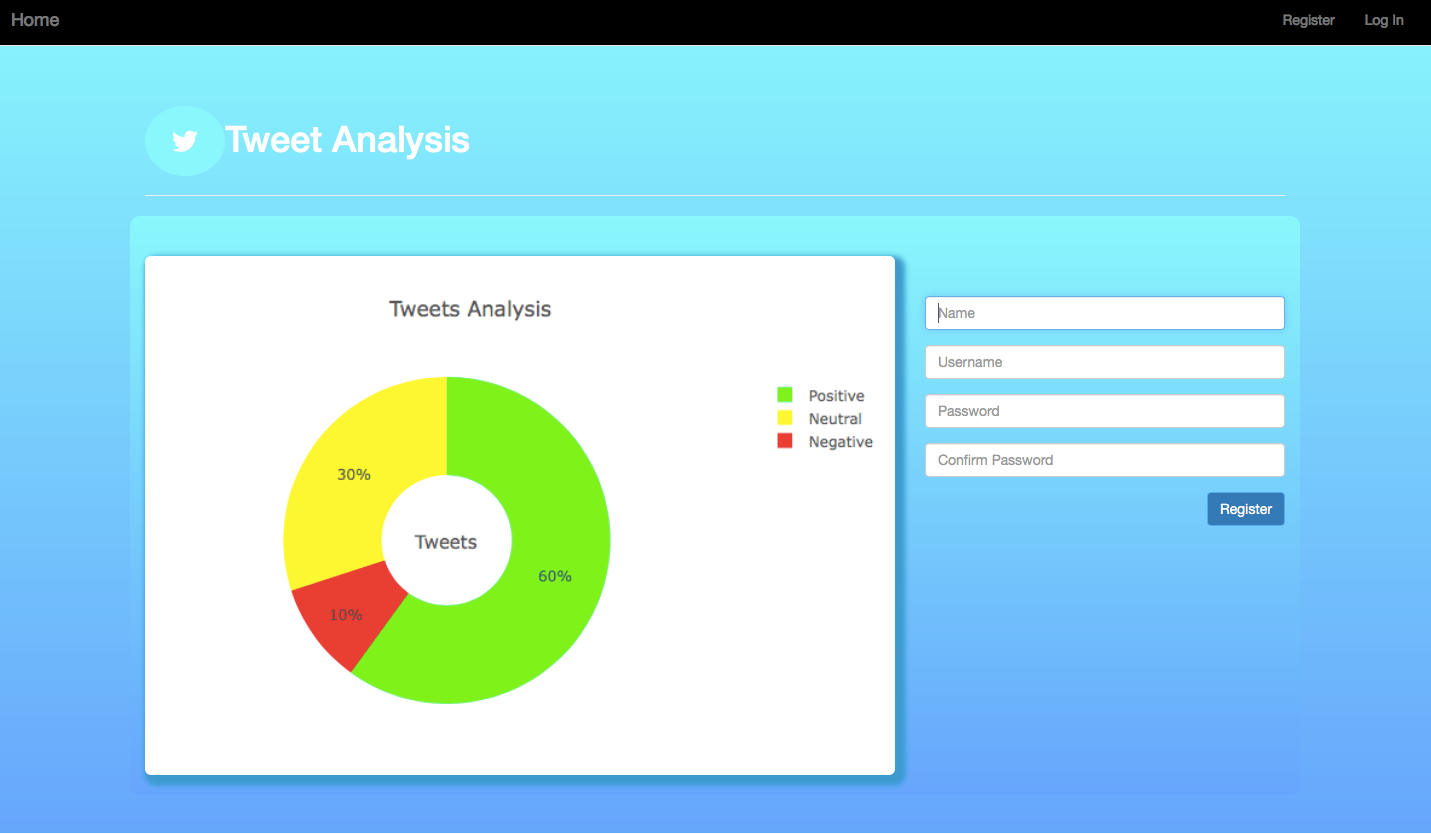 Home
Register
Log In
Tweet Analysis
Tweets Analysis
Positive
Neutral
Negative
30%
Tweets
60%
10%
Name
Username
Password
Confirm Password
Register